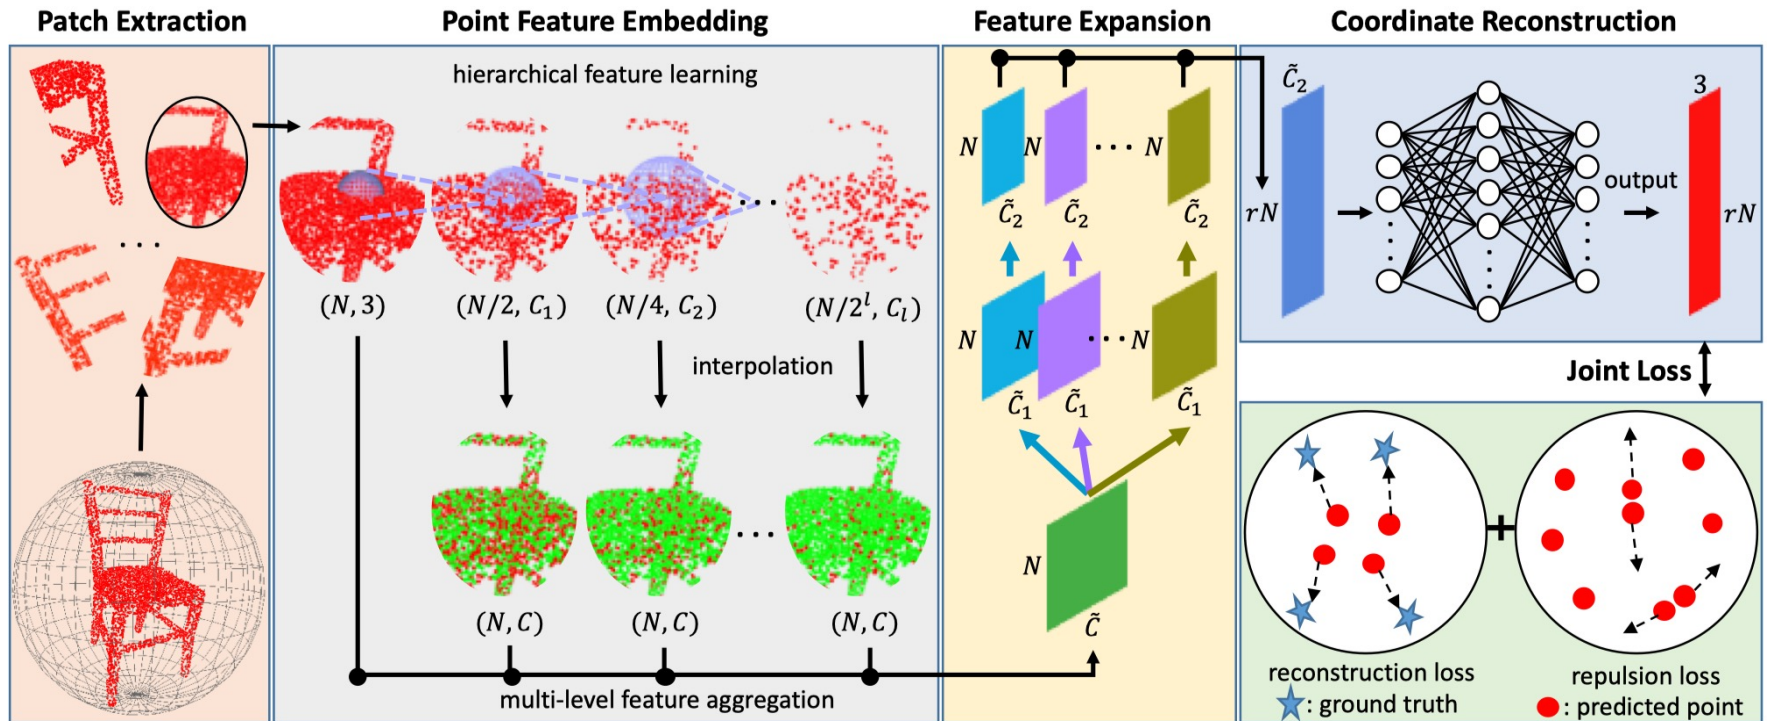 Patch Extraction
Point Feature Embedding
Feature Expansion
Coordinate Reconstruction
hierarchical feature learning
(N, 3)
(N/2, C₁)
(N/4, C₂)
(N/2ˡ, Cₗ)
interpolation
(N, C)
(N, C)
(N, C)
multi-level feature aggregation
N
N
N
C̃₂
C̃₂
C̃₂
N
N
N
C̃₁
C̃₁
C̃₁
N
C̃
C̃₂
rN
output
3
rN
Joint Loss
+
reconstruction loss
: ground truth
repulsion loss
: predicted point